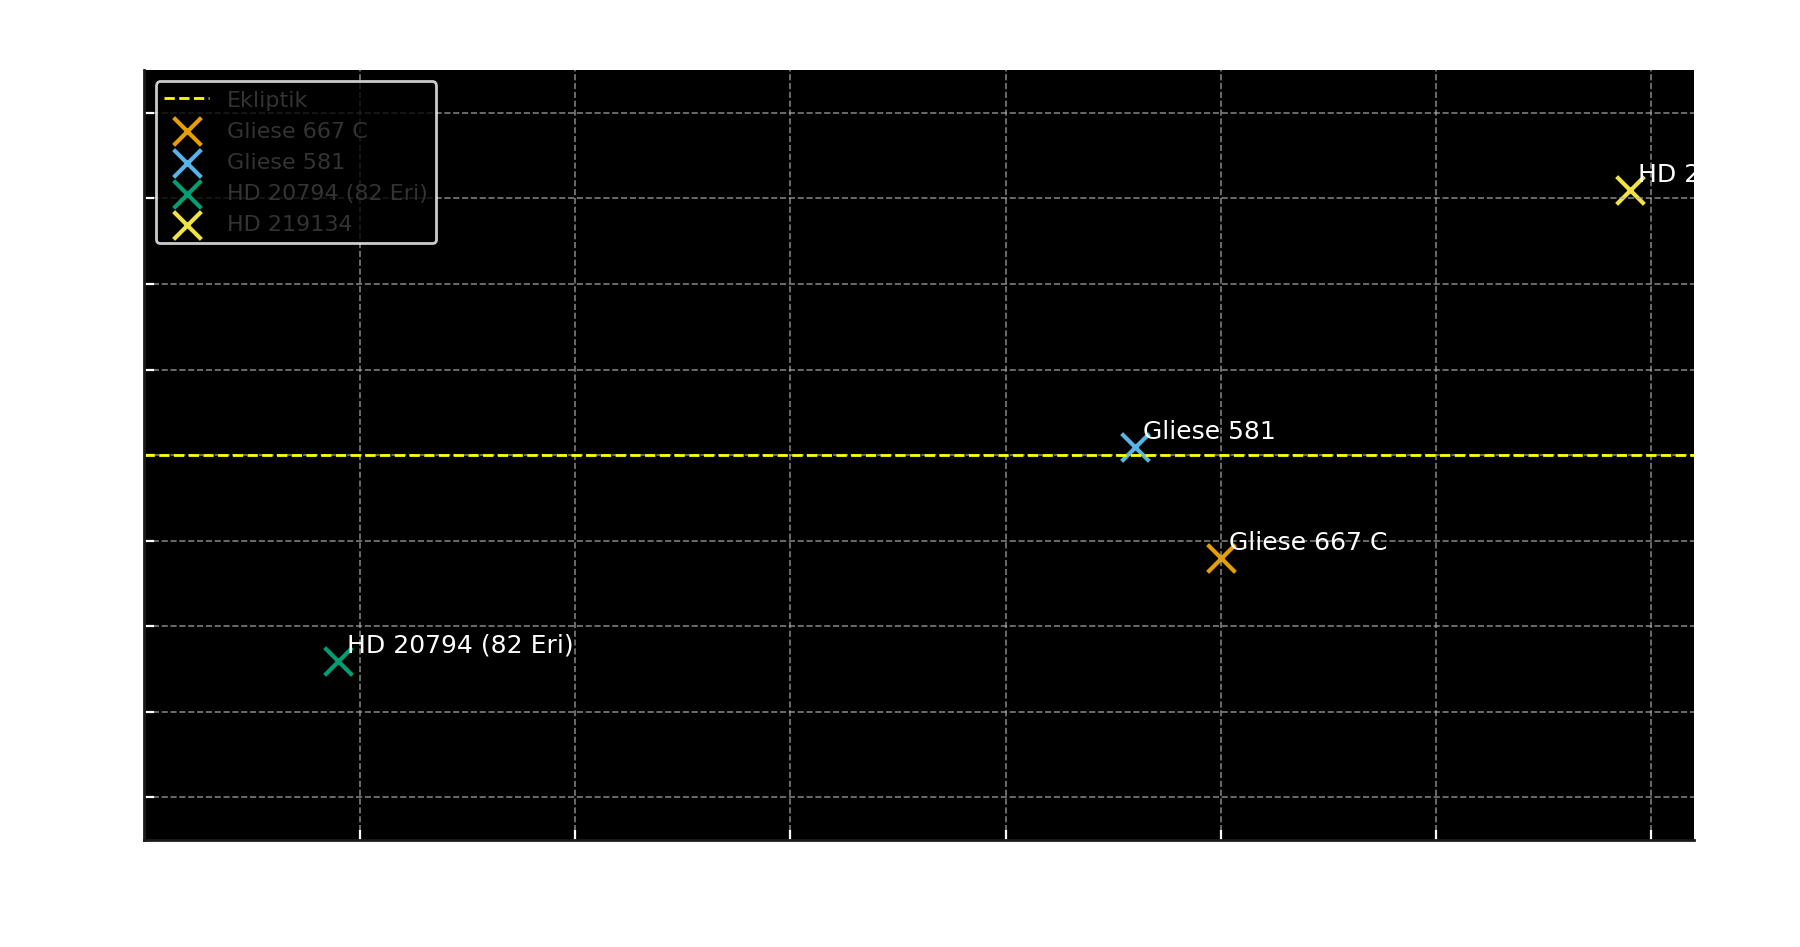 Ekliptik
Gliese 667 C
Gliese 581
HD 20794 (82 Eri)
HD 219134
HD 2
Gliese 581
Gliese 667 C
HD 20794 (82 Eri)